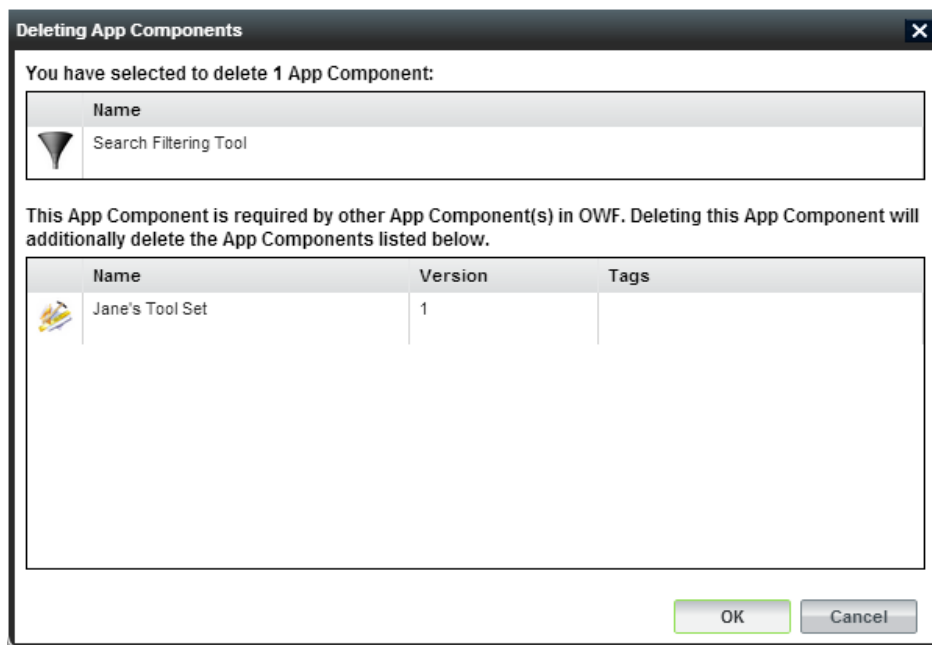 Deleting App Components
You have selected to delete 1 App Component:
Name
Search Filtering Tool
This App Component is required by other App Component(s) in OWF. Deleting this App Component will
additionally delete the App Components listed below.
Name Version Tags
Jane's Tool Set 1
OK Cancel